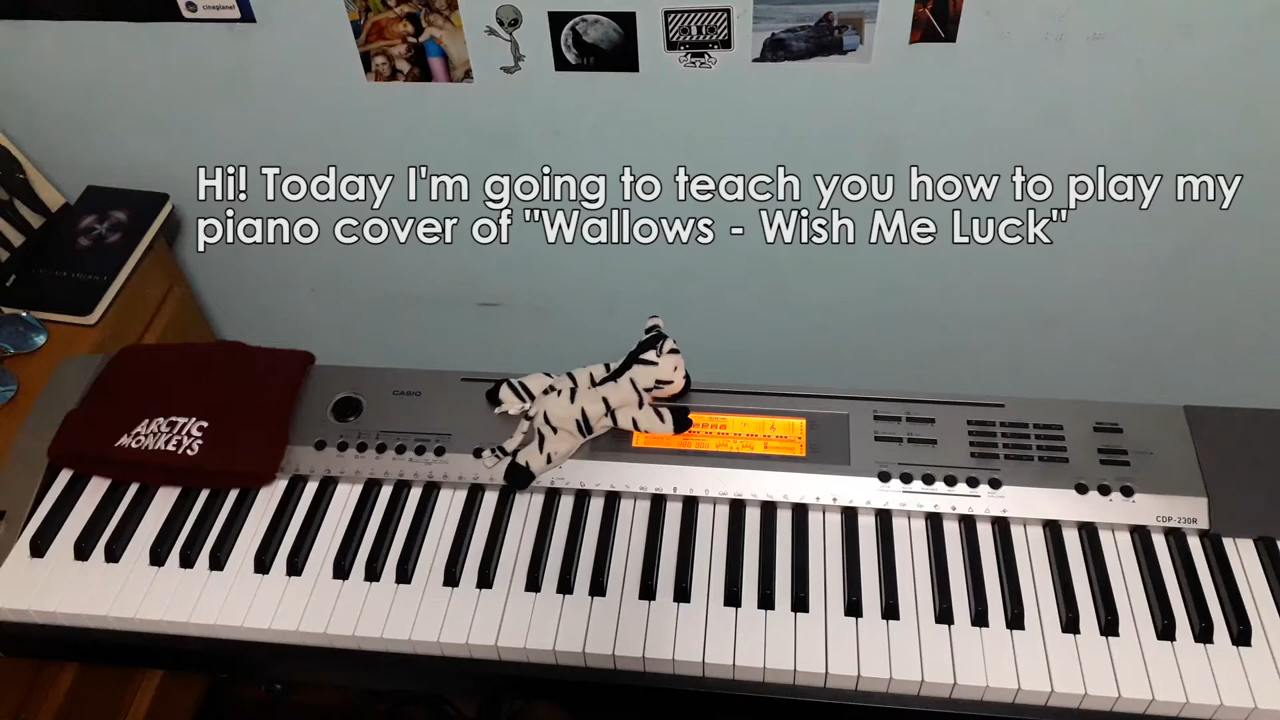 cineplanet
Hi! Today I'm going to teach you how to play my
piano cover of "Wallows - Wish Me Luck"
CASIO
ARCTIC
MONKEYS
CDP-230R